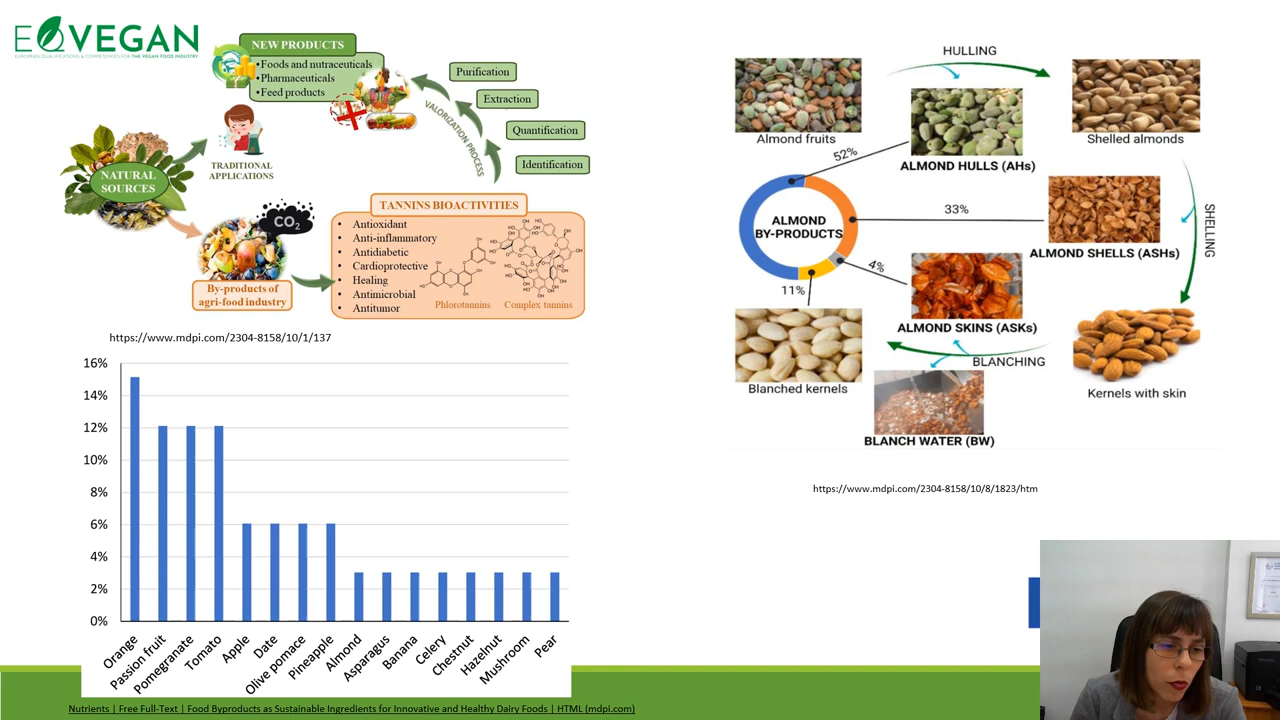 EQVEGAN
EUROPEAN QUALIFICATIONS & COMPETENCES FOR THE VEGAN FOOD INDUSTRY
NEW PRODUCTS
•Foods and nutraceuticals
•Pharmaceuticals
•Feed products
Purification
Extraction
Quantification
Identification
VALORIZATION PROCESS
TRADITIONAL
APPLICATIONS
NATURAL
SOURCES
CO2
By-products of
agri-food industry
TANNINS BIOACTIVITIES
• Antioxidant
• Anti-inflammatory
• Antidiabetic
• Cardioprotective
• Healing
• Antimicrobial
• Antitumor
Phlorotannins
Complex tannins
https://www.mdpi.com/2304-8158/10/1/137
16%
14%
12%
10%
8%
6%
4%
2%
0%
Orange
Passion fruit
Pomegranate
Tomato
Apple
Date
Olive pomace
Pineapple
Almond
Asparagus
Banana
Celery
Chestnut
Hazelnut
Mushroom
Pear
Nutrients | Free Full-Text | Food Byproducts as Sustainable Ingredients for Innovative and Healthy Dairy Foods | HTML (mdpi.com)
HULLING
Almond fruits
Shelled almonds
52%
ALMOND HULLS (AHs)
ALMOND
BY-PRODUCTS
33%
SHELLING
ALMOND SHELLS (ASHs)
4%
11%
ALMOND SKINS (ASKs)
BLANCHING
Blanched kernels
Kernels with skin
BLANCH WATER (BW)
https://www.mdpi.com/2304-8158/10/8/1823/htm